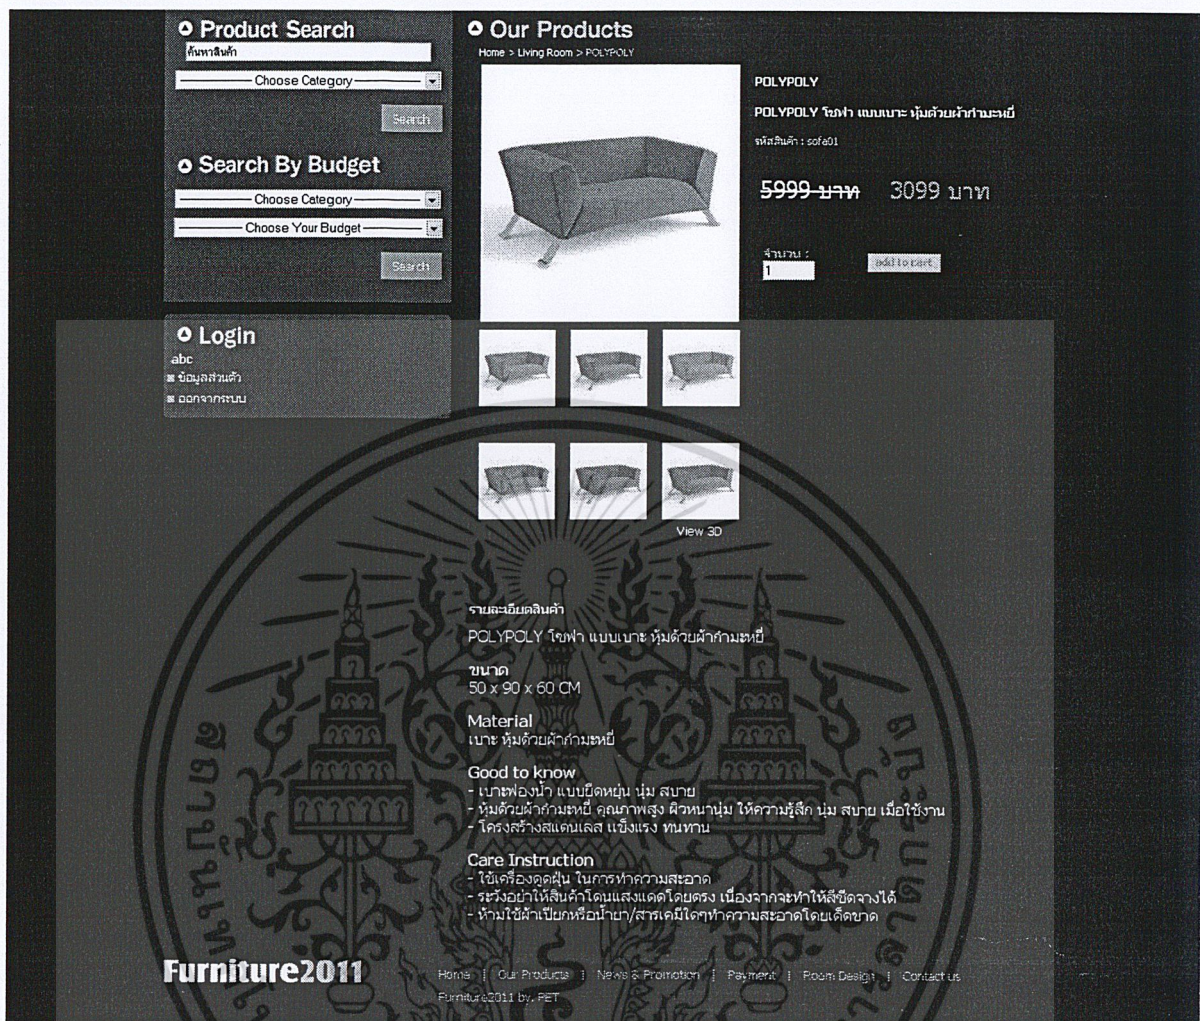 Product Search
ค้นหาสินค้า
Choose Category
Search
Search By Budget
Choose Category
Choose Your Budget
Search
Login
abc
ข้อมูลส่วนตัว
ออกจากระบบ
Our Products
Home > Living Room > POLYPOLY
POLYPOLY
POLYPOLY โซฟา แบบเบาะ หุ้มด้วยผ้ากำมะหยี่
รหัสสินค้า : sofa01
5999 บาท 3099 บาท
จำนวน :
1
add to cart
View 3D
รายละเอียดสินค้า
POLYPOLY โซฟา แบบเบาะ หุ้มด้วยผ้ากำมะหยี่
ขนาด
50 x 90 x 60 CM
Material
เบาะ หุ้มด้วยผ้ากำมะหยี่
Good to know
- เบาะฟองน้ำ แบบยืดหยุ่น นุ่ม สบาย
- หุ้มด้วยผ้ากำมะหยี่ คุณภาพสูง ผิวหนานุ่ม ให้ความรู้สึก นุ่ม สบาย เมื่อใช้งาน
- โครงสร้างสแตนเลส แข็งแรง ทนทาน
Care Instruction
- ใช้เครื่องดูดฝุ่น ในการทำความสะอาด
- ระวังอย่าให้สินค้าโดนแสงแดดโดยตรง เนื่องจากจะทำให้สีซีดจางได้
- ห้ามใช้ผ้าเปียกหรือน้ำยา/สารเคมีใดๆทำความสะอาดโดยเด็ดขาด
Furniture2011
Home | Our Products | News & Promotion | Payment | Room Design | Contact us
Furniture2011 by. PET